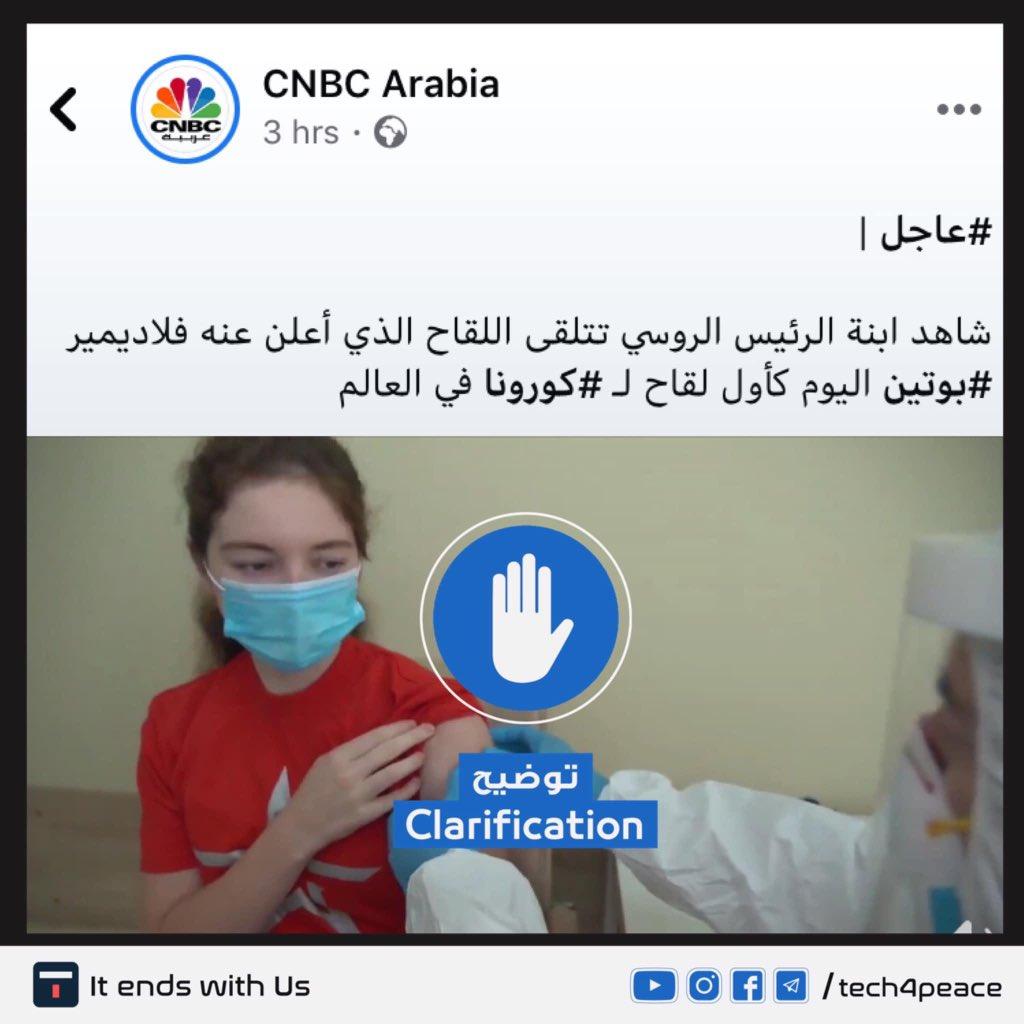 CNBC Arabia
CNBC
عربية
3 hrs ·
#عاجل |
شاهد ابنة الرئيس الروسي تتلقى اللقاح الذي أعلن عنه فلاديمير
#بوتين اليوم كأول لقاح لـ #كورونا في العالم
توضيح
Clarification
It ends with Us
/tech4peace